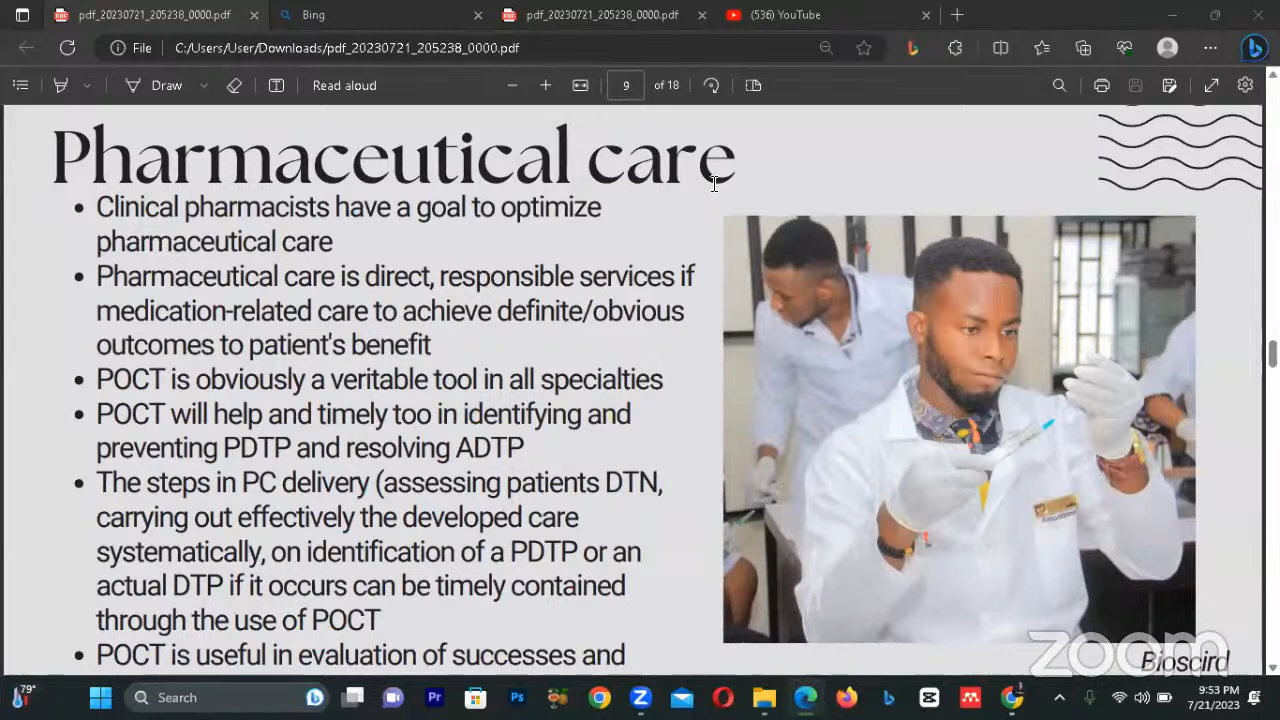 pdf_20230721_205238_0000.pdf
Bing
pdf_20230721_205238_0000.pdf
(536) YouTube
File
C:/Users/User/Downloads/pdf_20230721_205238_0000.pdf
Draw
Read aloud
9
of 18
Pharmaceutical care
• Clinical pharmacists have a goal to optimize
pharmaceutical care
• Pharmaceutical care is direct, responsible services if
medication-related care to achieve definite/obvious
outcomes to patient's benefit
• POCT is obviously a veritable tool in all specialties
• POCT will help and timely too in identifying and
preventing PDTP and resolving ADTP
• The steps in PC delivery (assessing patients DTN,
carrying out effectively the developed care
systematically, on identification of a PDTP or an
actual DTP if it occurs can be timely contained
through the use of POCT
• POCT is useful in evaluation of successes and
zoom
Bioscird
79°
Search
Pr
Ps
9:53 PM
7/21/2023